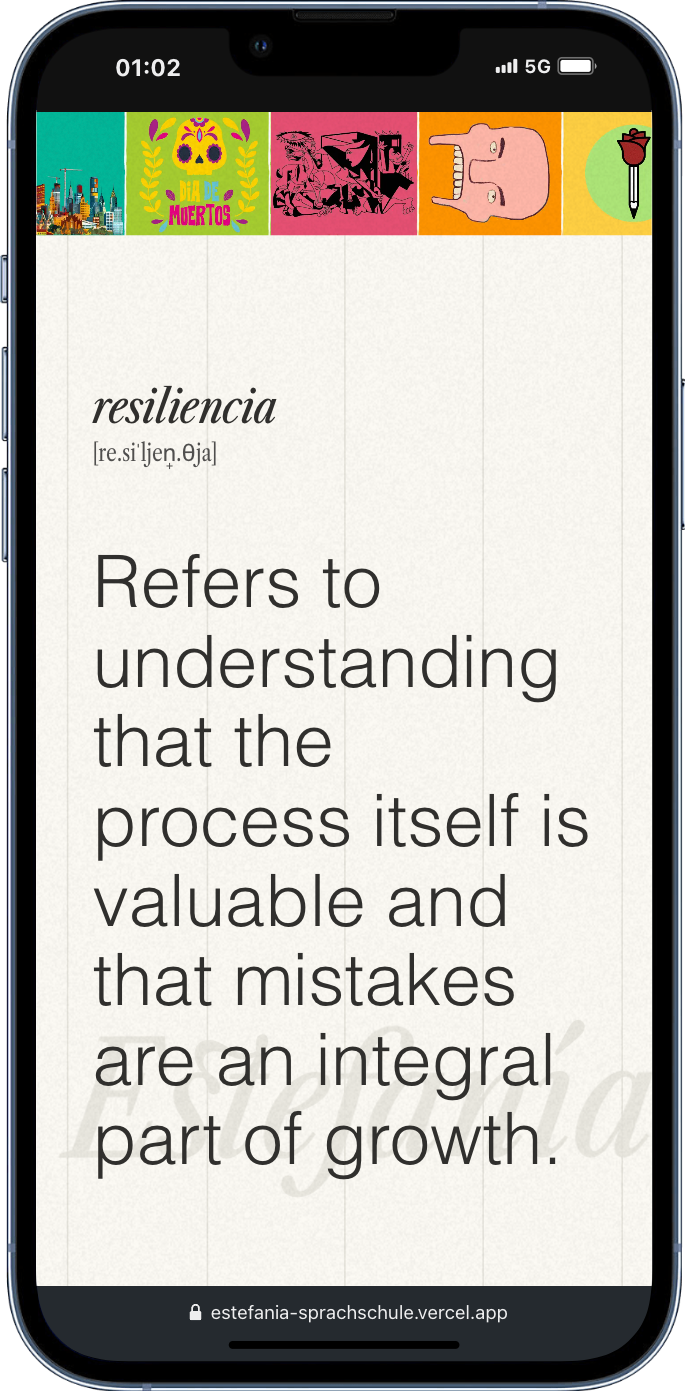 01:02
5G
DIA DE
MUERTOS
resiliencia
[re.siˈljen̟.θja]
Refers to
understanding
that the
process itself is
valuable and
that mistakes
are an integral
part of growth.
Estefanía
estefania-sprachschule.vercel.app